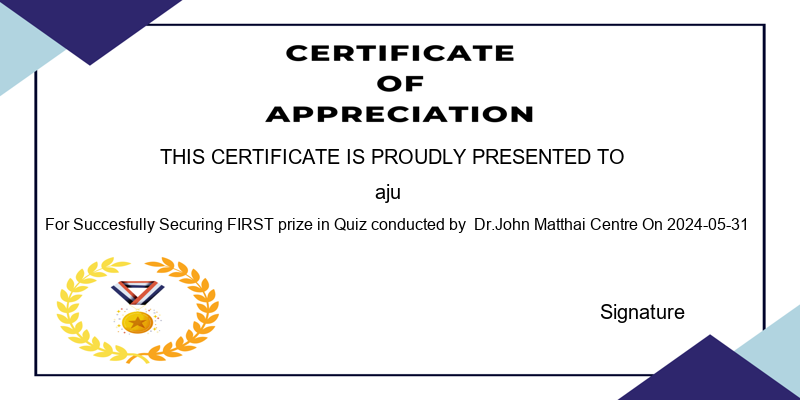 CERTIFICATE
OF
APPRECIATION
THIS CERTIFICATE IS PROUDLY PRESENTED TO
aju
For Succesfully Securing FIRST prize in Quiz conducted by  Dr.John Matthai Centre On 2024-05-31
Signature